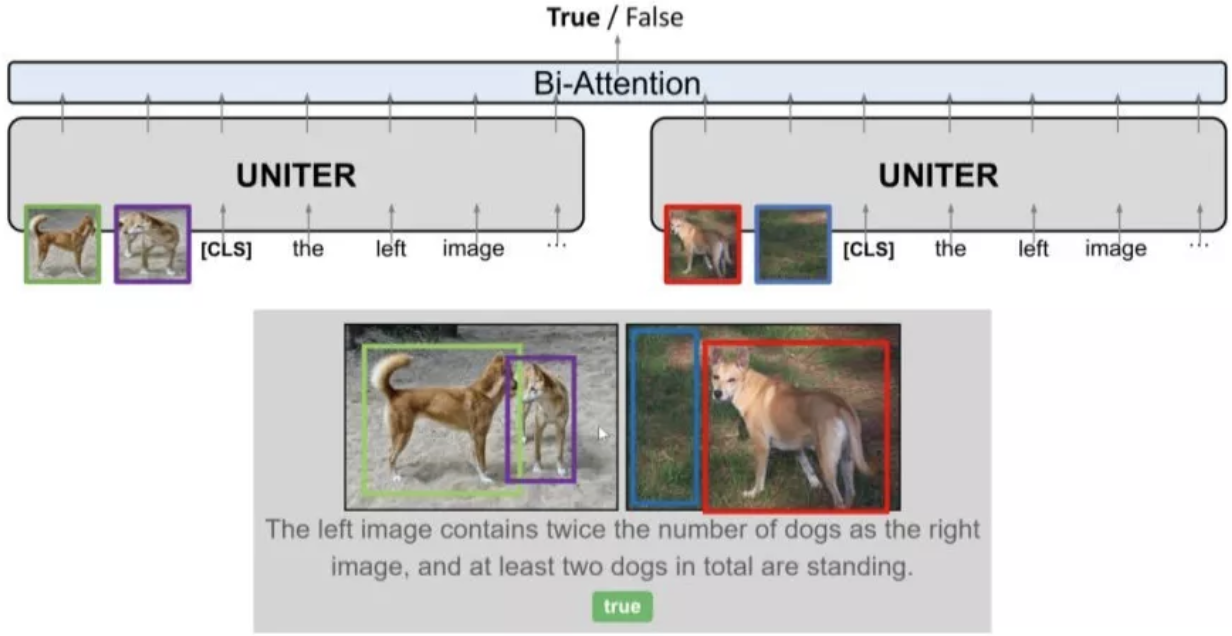 True / False
Bi-Attention
UNITER UNITER
[CLS] the left image ... [CLS] the left image ...
The left image contains twice the number of dogs as the right
image, and at least two dogs in total are standing.
true